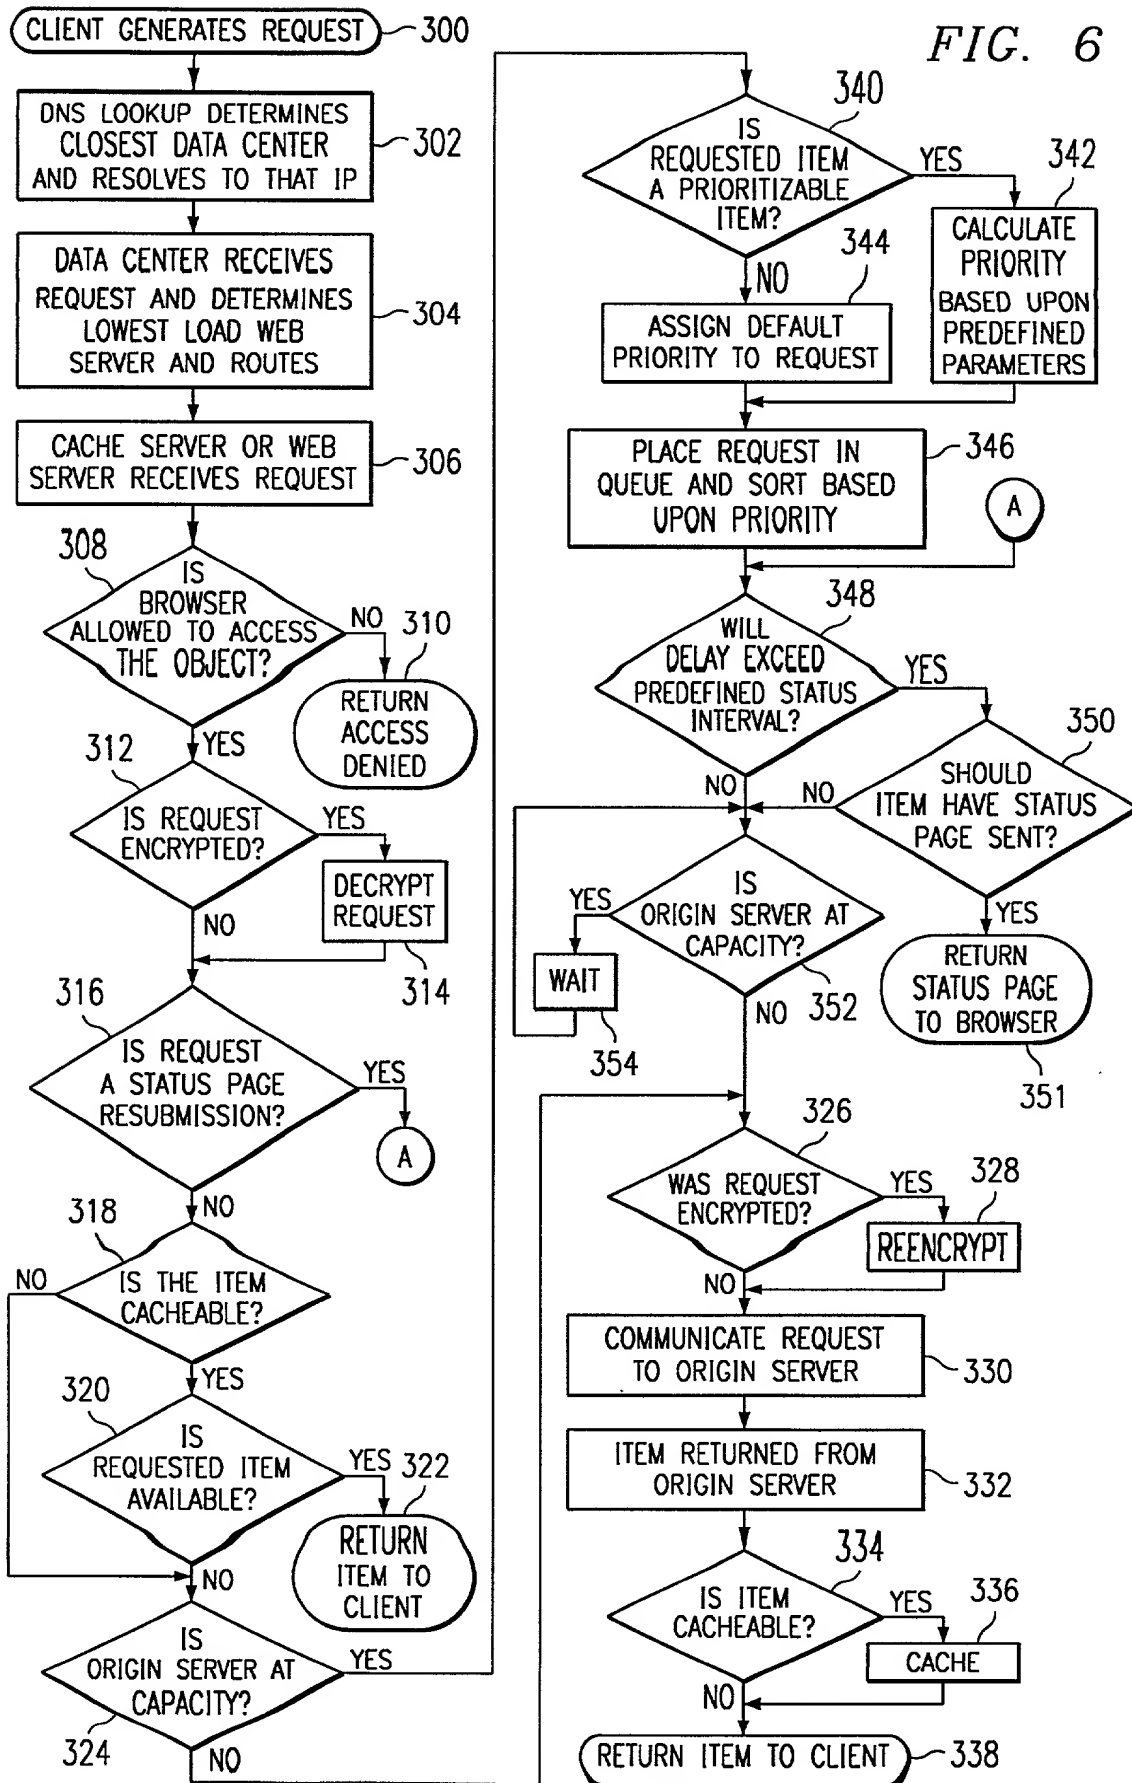 FIG. 6
CLIENT GENERATES REQUEST
300
DNS LOOKUP DETERMINES
CLOSEST DATA CENTER
AND RESOLVES TO THAT IP
302
DATA CENTER RECEIVES
REQUEST AND DETERMINES
LOWEST LOAD WEB
SERVER AND ROUTES
304
CACHE SERVER OR WEB
SERVER RECEIVES REQUEST
306
308
IS
BROWSER
ALLOWED TO ACCESS
THE OBJECT?
NO
310
RETURN
ACCESS
DENIED
YES
312
IS REQUEST
ENCRYPTED?
YES
DECRYPT
REQUEST
314
NO
316
IS REQUEST
A STATUS PAGE
RESUBMISSION?
YES
A
NO
318
NO
IS THE ITEM
CACHEABLE?
YES
320
IS
REQUESTED ITEM
AVAILABLE?
YES
322
RETURN
ITEM TO
CLIENT
NO
IS
ORIGIN SERVER AT
CAPACITY?
YES
324
NO
340
IS
REQUESTED ITEM
A PRIORITIZABLE
ITEM?
YES
342
CALCULATE
PRIORITY
BASED UPON
PREDEFINED
PARAMETERS
NO
344
ASSIGN DEFAULT
PRIORITY TO REQUEST
PLACE REQUEST IN
QUEUE AND SORT BASED
UPON PRIORITY
346
A
348
WILL
DELAY EXCEED
PREDEFINED STATUS
INTERVAL?
YES
350
SHOULD
ITEM HAVE STATUS
PAGE SENT?
NO
NO
YES
RETURN
STATUS PAGE
TO BROWSER
351
IS
ORIGIN SERVER AT
CAPACITY?
YES
WAIT
354
352
NO
326
WAS REQUEST
ENCRYPTED?
YES
328
REENCRYPT
NO
COMMUNICATE REQUEST
TO ORIGIN SERVER
330
ITEM RETURNED FROM
ORIGIN SERVER
332
334
IS ITEM
CACHEABLE?
YES
336
CACHE
NO
RETURN ITEM TO CLIENT
338